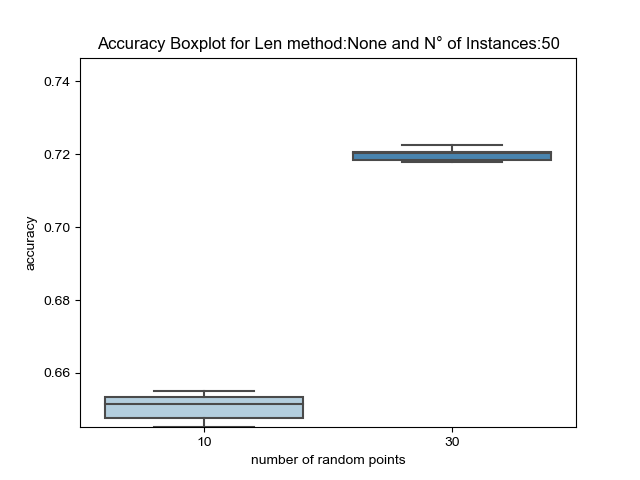 Accuracy Boxplot for Len method:None and N° of Instances:50
0.74
0.72
0.70
0.68
0.66
accuracy
10
30
number of random points